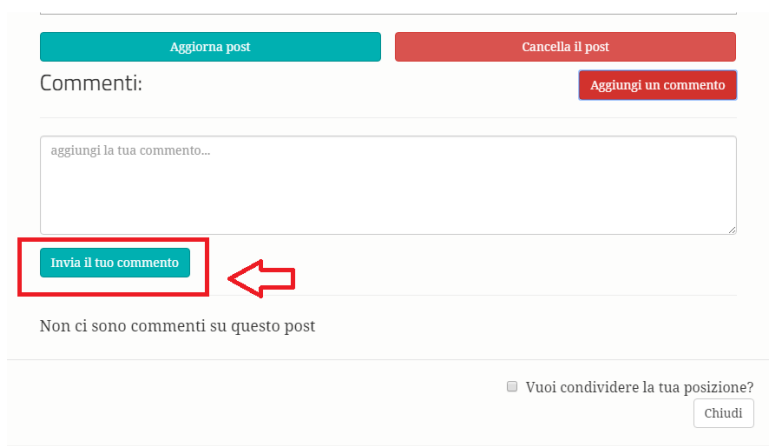 Aggiorna post
Cancella il post
Commenti:
Aggiungi un commento
aggiungi la tua commento...
Invia il tuo commento
Non ci sono commenti su questo post
Vuoi condividere la tua posizione?
Chiudi